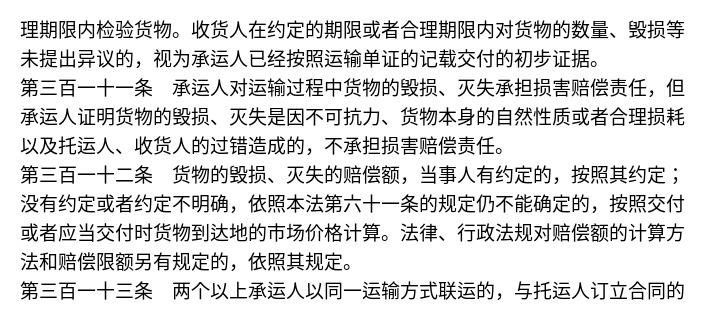 理期限内检验货物。收货人在约定的期限或者合理期限内对货物的数量、毁损等
未提出异议的，视为承运人已经按照运输单证的记载交付的初步证据。
第三百一十一条　承运人对运输过程中货物的毁损、灭失承担损害赔偿责任，但
承运人证明货物的毁损、灭失是因不可抗力、货物本身的自然性质或者合理损耗
以及托运人、收货人的过错造成的，不承担损害赔偿责任。
第三百一十二条　货物的毁损、灭失的赔偿额，当事人有约定的，按照其约定；
没有约定或者约定不明确，依照本法第六十一条的规定仍不能确定的，按照交付
或者应当交付时货物到达地的市场价格计算。法律、行政法规对赔偿额的计算方
法和赔偿限额另有规定的，依照其规定。
第三百一十三条　两个以上承运人以同一运输方式联运的，与托运人订立合同的